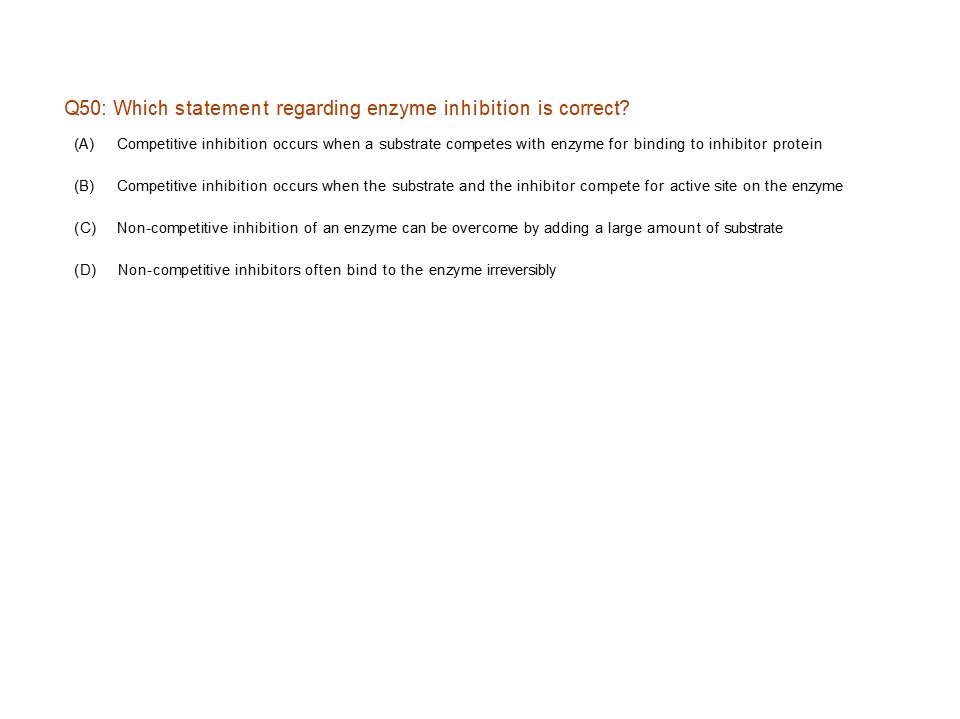 Q50: Which statement regarding enzyme inhibition is correct?
(A) Competitive inhibition occurs when a substrate competes with enzyme for binding to inhibitor protein
(B) Competitive inhibition occurs when the substrate and the inhibitor compete for active site on the enzyme
(C) Non-competitive inhibition of an enzyme can be overcome by adding a large amount of substrate
(D) Non-competitive inhibitors often bind to the enzyme irreversibly